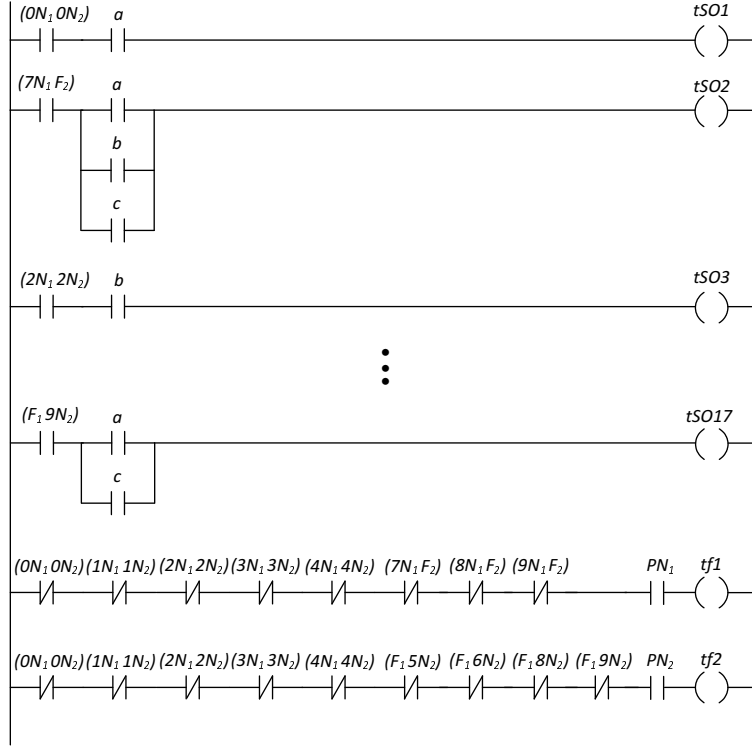 (0N₁ 0N₂) a tSO1
(7N₁ F₂) a tSO2
b
c
(2N₁ 2N₂) b tSO3
(F₁ 9N₂) a tSO17
c
(0N₁ 0N₂) (1N₁ 1N₂) (2N₁ 2N₂) (3N₁ 3N₂) (4N₁ 4N₂) (7N₁ F₂) (8N₁ F₂) (9N₁ F₂) PN₁ tf1
(0N₁ 0N₂) (1N₁ 1N₂) (2N₁ 2N₂) (3N₁ 3N₂) (4N₁ 4N₂) (F₁ 5N₂) (F₁ 6N₂) (F₁ 8N₂) (F₁ 9N₂) PN₂ tf2